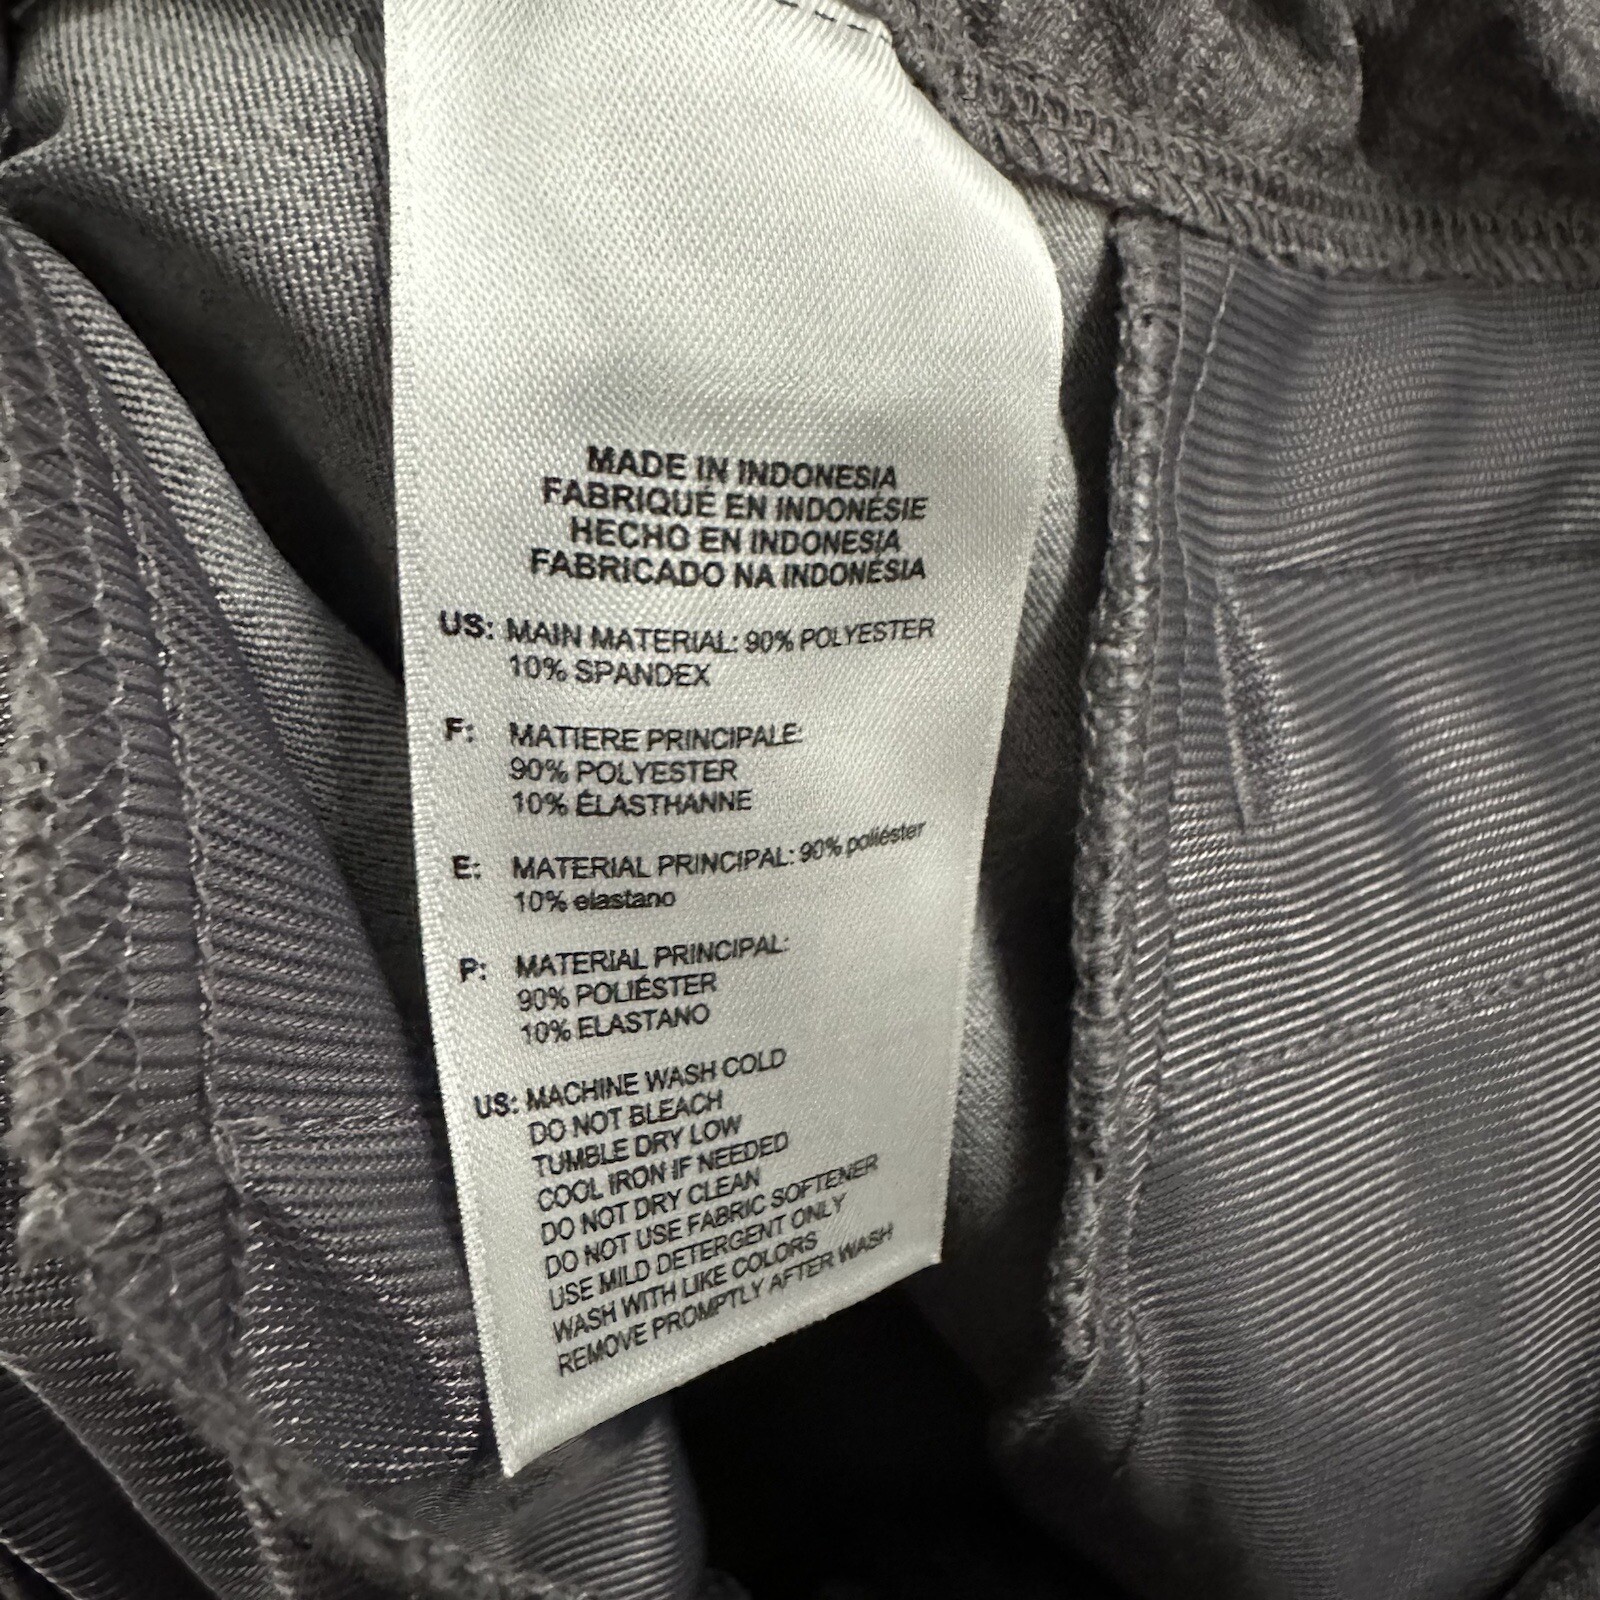 MADE IN INDONESIA
FABRIQUÉ EN INDONÉSIE
HECHO EN INDONESIA
FABRICADO NA INDONÉSIA
US: MAIN MATERIAL: 90% POLYESTER
10% SPANDEX
F: MATIERE PRINCIPALE:
90% POLYESTER
10% ÉLASTHANNE
E: MATERIAL PRINCIPAL: 90% poliéster
10% elastano
P: MATERIAL PRINCIPAL:
90% POLIÉSTER
10% ELASTANO
US: MACHINE WASH COLD
DO NOT BLEACH
TUMBLE DRY LOW
COOL IRON IF NEEDED
DO NOT DRY CLEAN
DO NOT USE FABRIC SOFTENER
USE MILD DETERGENT ONLY
WASH WITH LIKE COLORS
REMOVE PROMPTLY AFTER WASH